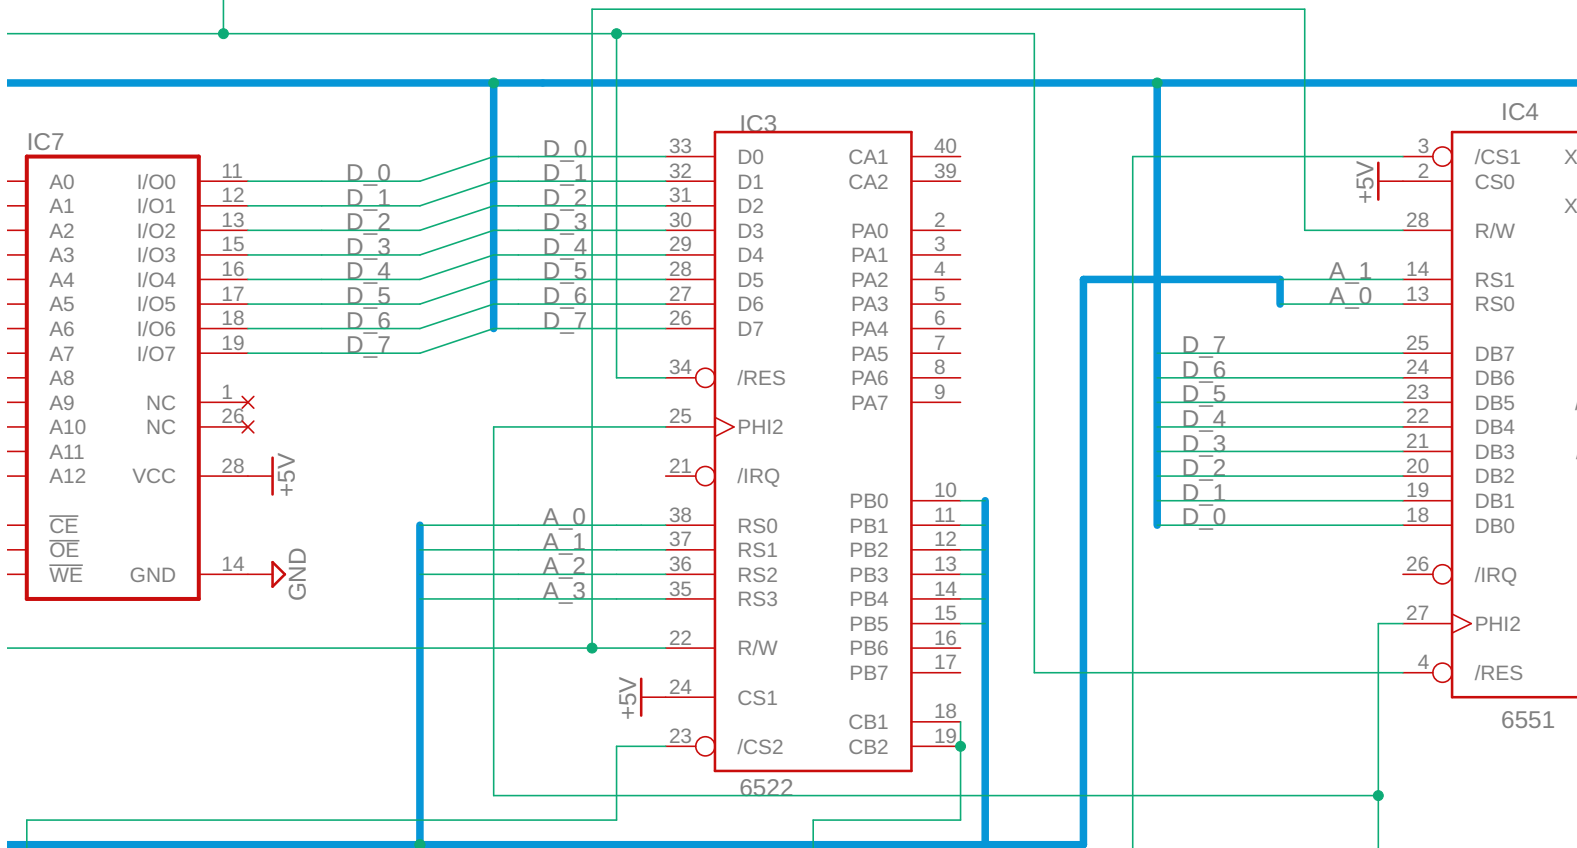 IC7
A0
A1
A2
A3
A4
A5
A6
A7
A8
A9
A10
A11
A12
CE
OE
WE
I/O0 11 D_0
I/O1 12 D_1
I/O2 13 D_2
I/O3 15 D_3
I/O4 16 D_4
I/O5 17 D_5
I/O6 18 D_6
I/O7 19 D_7
NC 1
NC 26
VCC 28 +5V
GND 14 GND
IC3
D_0 33 D0
D_1 32 D1
D_2 31 D2
D_3 30 D3
D_4 29 D4
D_5 28 D5
D_6 27 D6
D_7 26 D7
34 /RES
25 PHI2
21 /IRQ
A_0 38 RS0
A_1 37 RS1
A_2 36 RS2
A_3 35 RS3
22 R/W
+5V 24 CS1
23 /CS2
CA1 40
CA2 39
PA0 2
PA1 3
PA2 4
PA3 5
PA4 6
PA5 7
PA6 8
PA7 9
PB0 10
PB1 11
PB2 12
PB3 13
PB4 14
PB5 15
PB6 16
PB7 17
CB1 18
CB2 19
6522
IC4
3 /CS1 X
+5V 2 CS0
X
28 R/W
A_1 14 RS1
A_0 13 RS0
D_7 25 DB7
D_6 24 DB6
D_5 23 DB5
D_4 22 DB4
D_3 21 DB3
D_2 20 DB2
D_1 19 DB1
D_0 18 DB0
26 /IRQ
27 PHI2
4 /RES
6551